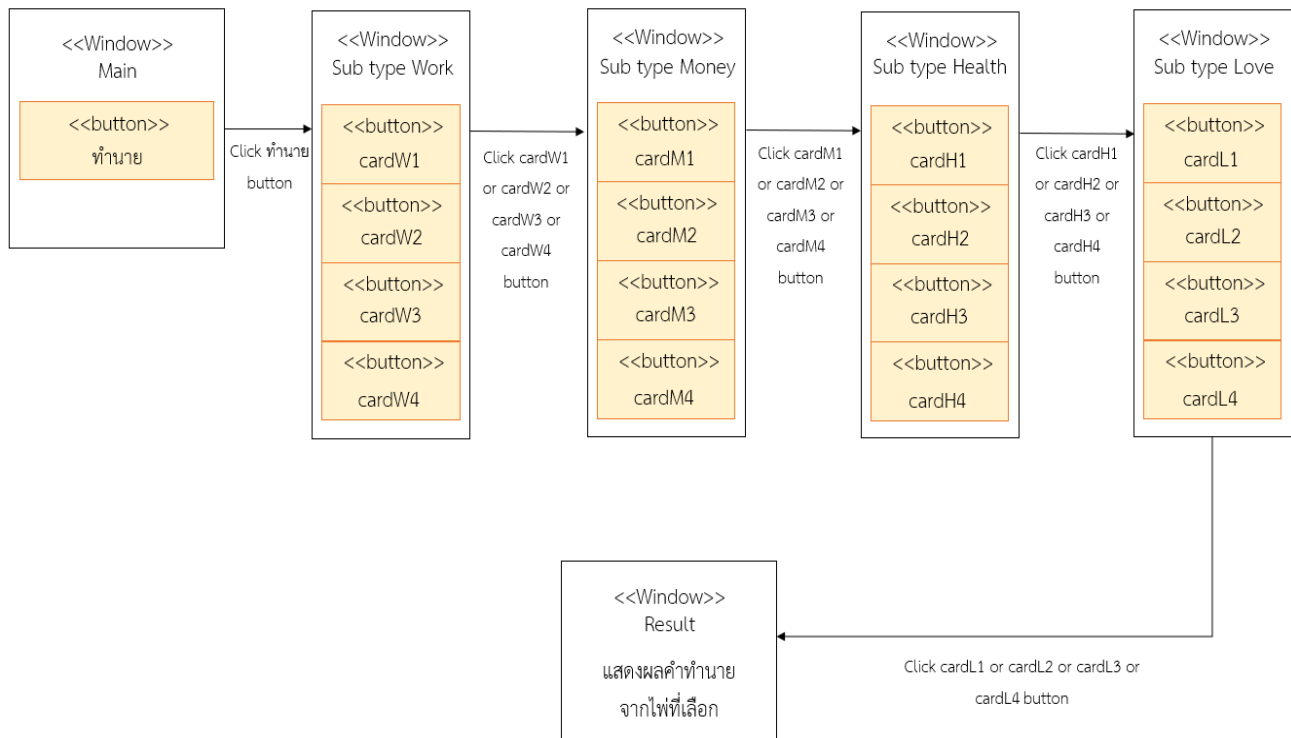 <<Window>>
Main
<<button>>
ทำนาย
Click ทำนาย
button
<<Window>>
Sub type Work
<<button>>
cardW1
<<button>>
cardW2
<<button>>
cardW3
<<button>>
cardW4
Click cardW1
or cardW2 or
cardW3 or
cardW4
button
<<Window>>
Sub type Money
<<button>>
cardM1
<<button>>
cardM2
<<button>>
cardM3
<<button>>
cardM4
Click cardM1
or cardM2 or
cardM3 or
cardM4
button
<<Window>>
Sub type Health
<<button>>
cardH1
<<button>>
cardH2
<<button>>
cardH3
<<button>>
cardH4
Click cardH1
or cardH2 or
cardH3 or
cardH4
button
<<Window>>
Sub type Love
<<button>>
cardL1
<<button>>
cardL2
<<button>>
cardL3
<<button>>
cardL4
Click cardL1 or cardL2 or cardL3 or
cardL4 button
<<Window>>
Result
แสดงผลคำทำนาย
จากไพ่ที่เลือก